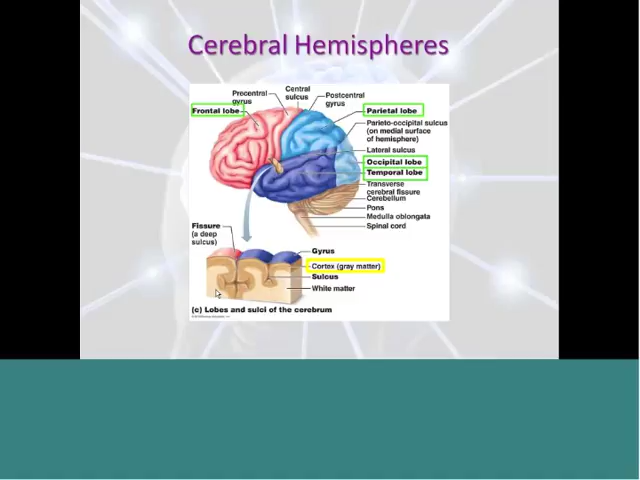 Cerebral Hemispheres
Precentral
gyrus
Central
sulcus
Postcentral
gyrus
Frontal lobe
Parietal lobe
Parieto-occipital sulcus
(on medial surface
of hemisphere)
Lateral sulcus
Occipital lobe
Temporal lobe
Transverse
cerebral fissure
Cerebellum
Pons
Medulla oblongata
Spinal cord
Fissure
(a deep
sulcus)
Gyrus
Cortex (gray matter)
Sulcus
White matter
(c) Lobes and sulci of the cerebrum